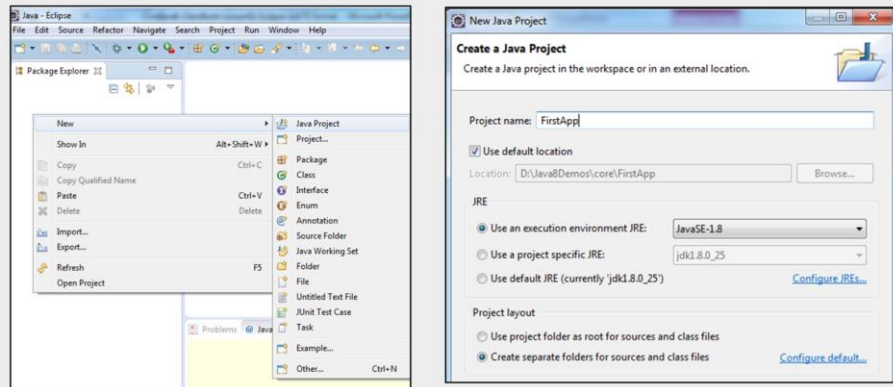 Java - Eclipse
File Edit Source Refactor Navigate Search Project Run Window Help
Package Explorer
New
Show In Alt+Shift+W
Copy Ctrl+C
Copy Qualified Name
Paste Ctrl+V
Delete Delete
Import...
Export...
Refresh F5
Open Project
Java Project
Project...
Package
Class
Interface
Enum
Annotation
Source Folder
Java Working Set
Folder
File
Untitled Text File
JUnit Test Case
Task
Example...
Other... Ctrl+N
Problems @ Java
New Java Project
Create a Java Project
Create a Java project in the workspace or in an external location.
Project name: FirstApp
Use default location
Location: D:\Java8Demos\core\FirstApp Browse...
JRE
Use an execution environment JRE: JavaSE-1.8
Use a project specific JRE: jdk1.8.0_25
Use default JRE (currently 'jdk1.8.0_25') Configure JREs...
Project layout
Use project folder as root for sources and class files
Create separate folders for sources and class files Configure default...